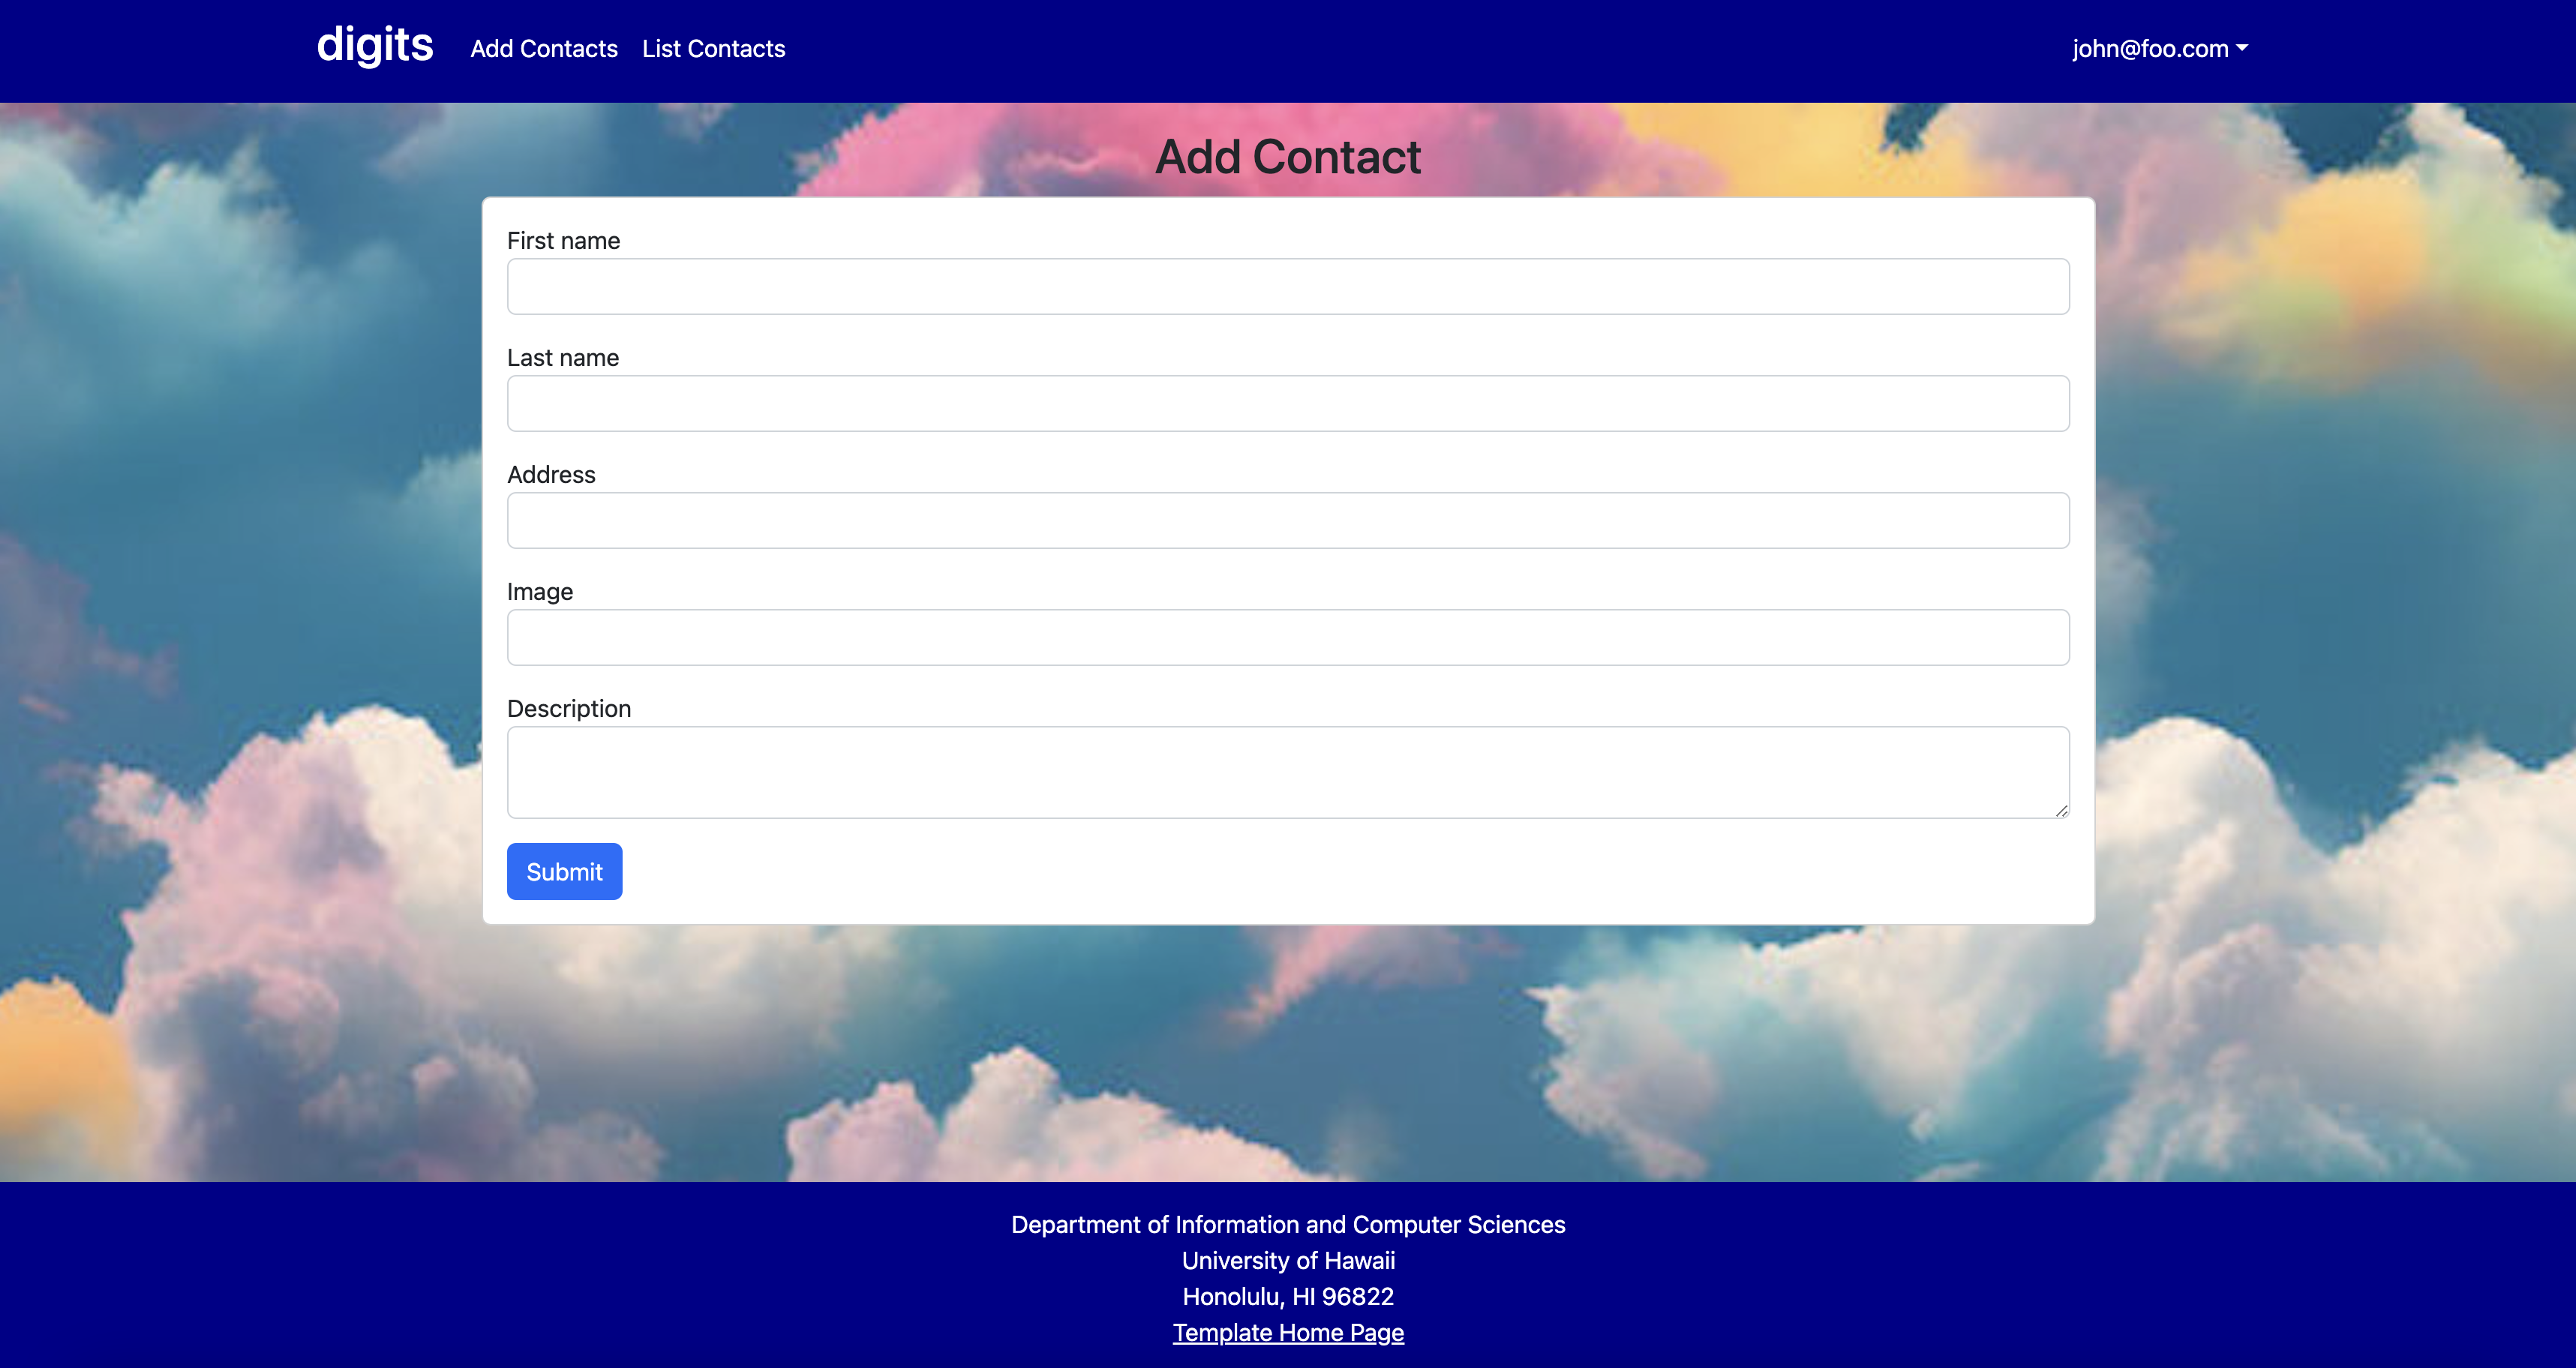 digits Add Contacts List Contacts john@foo.com
Add Contact
First name
Last name
Address
Image
Description
Submit
Department of Information and Computer Sciences
University of Hawaii
Honolulu, HI 96822
Template Home Page